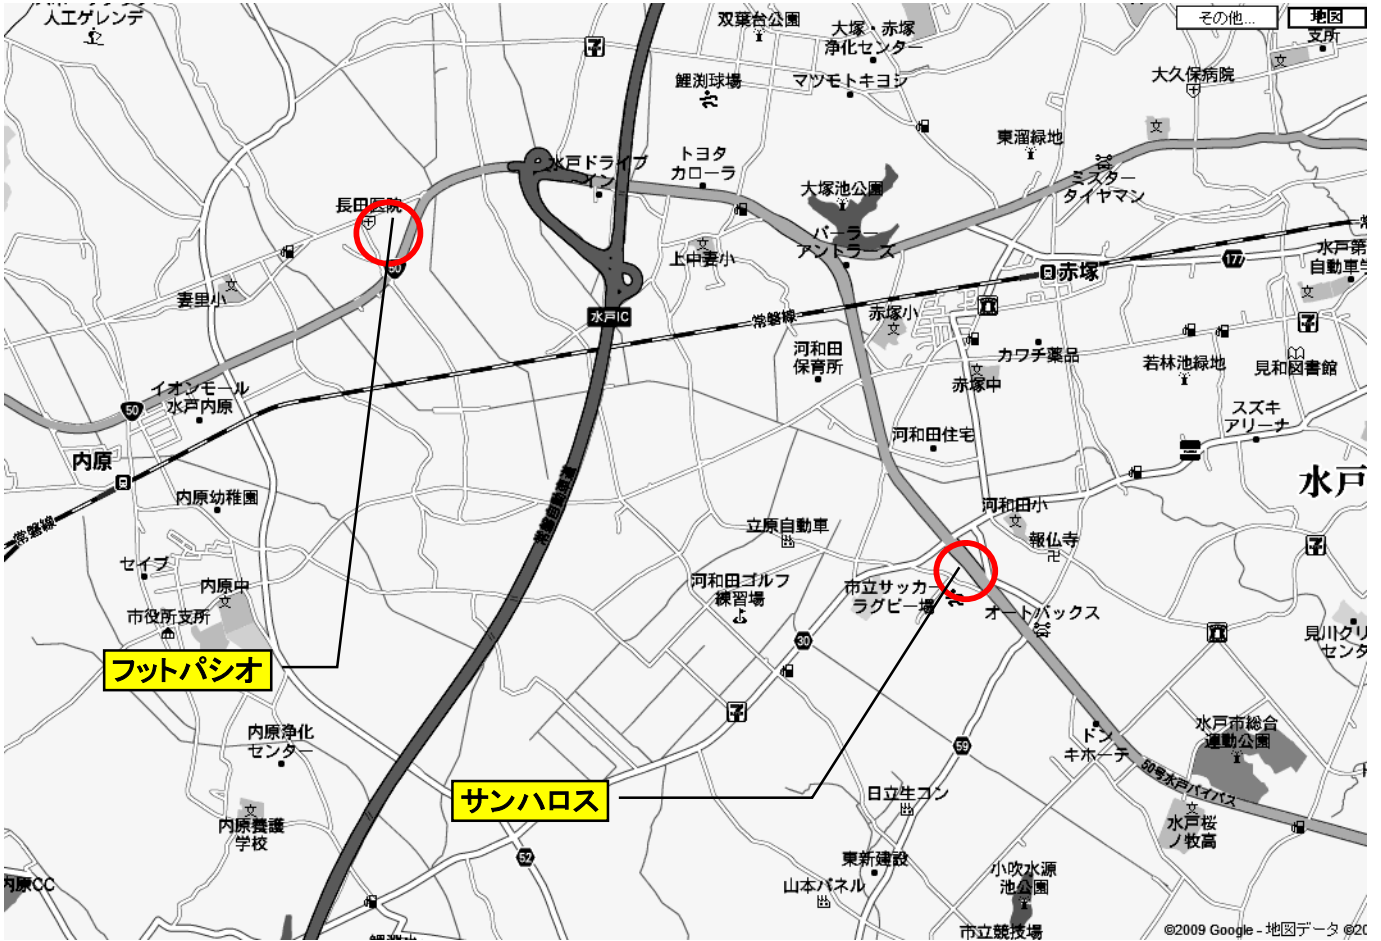 人工ゲレンデ
双葉台公園
大塚・赤塚
浄化センター
その他...
地図
支所
鯉渕球場
マツモトキヨシ
大久保病院
東溜緑地
水戸ドライブ
イン
トヨタ
カローラ
大塚池公園
ミスター
タイヤマン
長田医院
パーラー
アントラーズ
上中妻小
50
妻里小
赤塚
177
水戸第
自動車学
水戸IC
常磐線
赤塚小
河和田
保育所
カワチ薬品
若林池緑地
見和図書館
赤塚中
イオンモール
水戸内原
50
スズキ
アリーナ
河和田住宅
内原
水戸
内原幼稚園
常磐線
常磐自動車道
河和田小
立原自動車
報仏寺
セイブ
内原中
河和田ゴルフ
練習場
市立サッカー
ラグビー場
オートバックス
市役所支所
30
見川クリ
センタ
フットパシオ
内原浄化
センター
59
ドン
キホーテ
水戸市総合
運動公園
50号水戸バイパス
サンハロス
日立生コン
内原養護
学校
52
水戸桜
ノ牧高
東新建設
山本パネル
小吹水源
池公園
内原CC
市立競技場
©2009 Google - 地図データ ©20